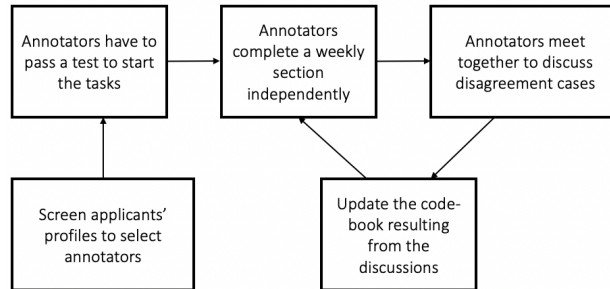 Annotators have to
pass a test to start
the tasks
Annotators
complete a weekly
section
independently
Annotators meet
together to discuss
disagreement cases
Screen applicants’
profiles to select
annotators
Update the code-
book resulting
from the
discussions